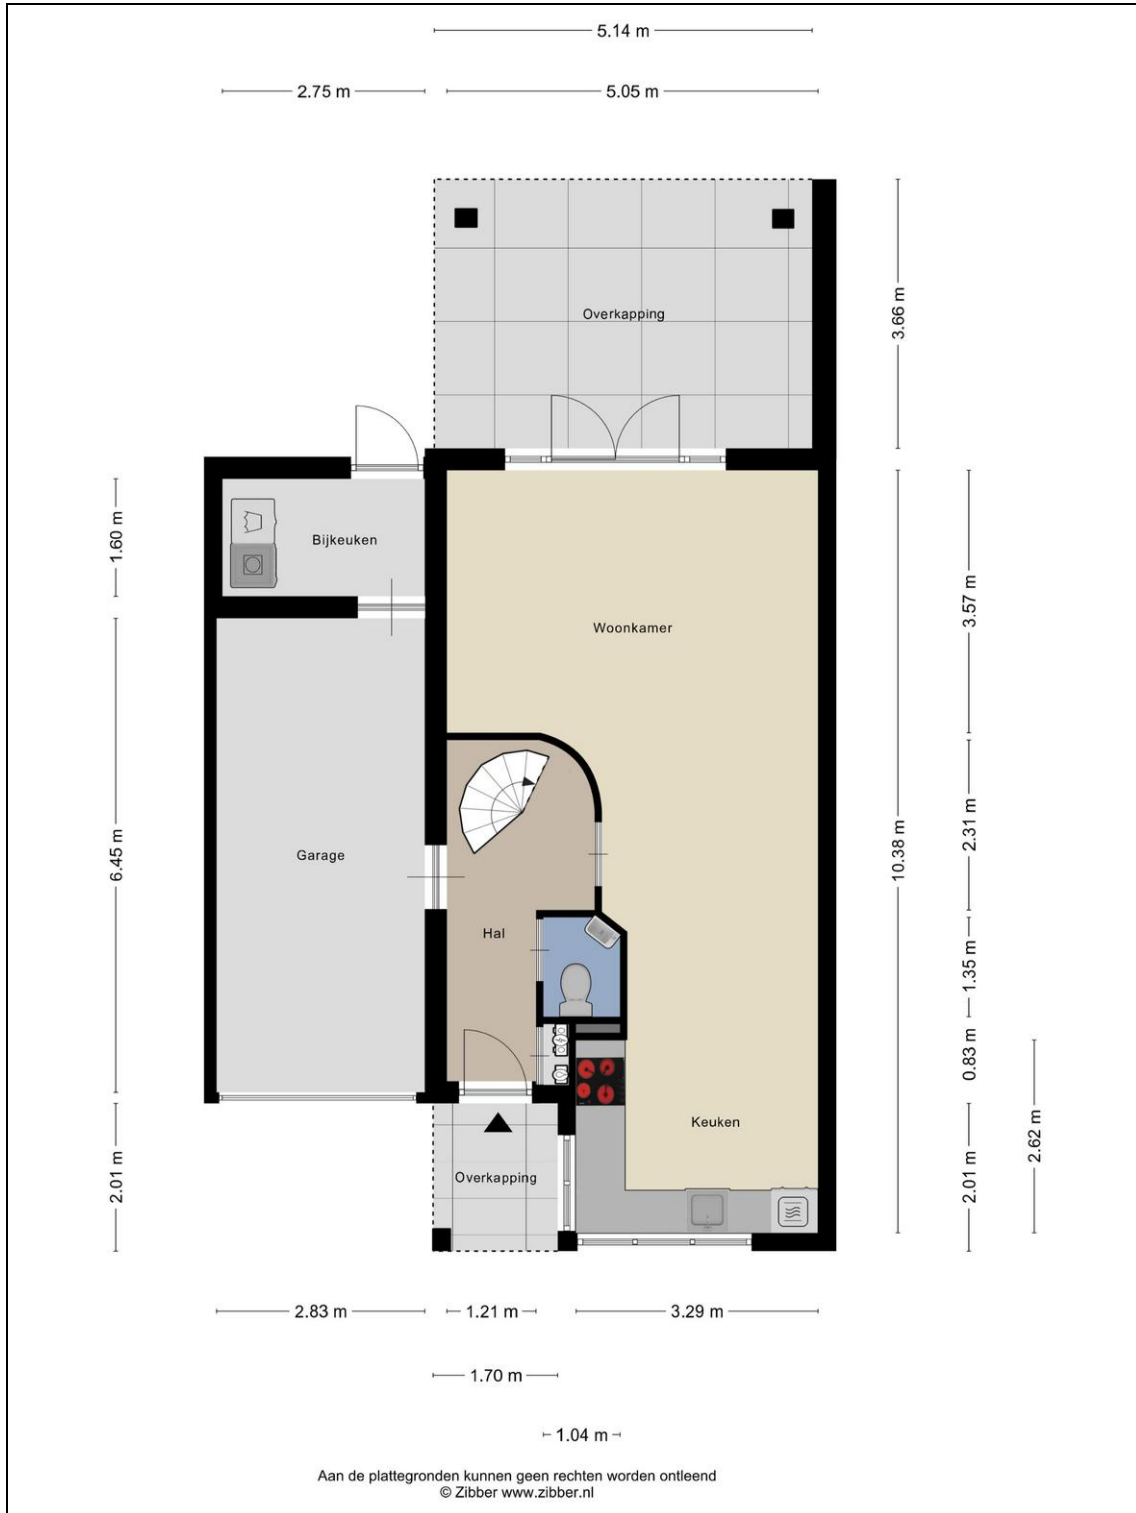 5.14 m
2.75 m
5.05 m
Overkapping
3.66 m
Bijkeuken
1.60 m
Woonkamer
3.57 m
Garage
6.45 m
2.31 m
10.38 m
Hal
1.35 m
0.83 m
Keuken
2.62 m
Overkapping
2.01 m
2.01 m
2.83 m
1.21 m
3.29 m
1.70 m
1.04 m
Aan de plattegronden kunnen geen rechten worden ontleend
© Zibber www.zibber.nl